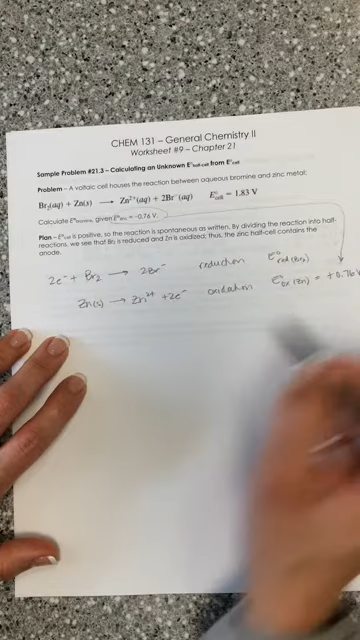 CHEM 131 – General Chemistry II
Worksheet #9 – Chapter 21
Sample Problem #21.3 – Calculating an Unknown E°half-cell from E°cell
Problem – A voltaic cell houses the reaction between aqueous bromine and zinc metal:
Br₂(aq) + Zn(s) ⟶ Zn²⁺(aq) + 2Br⁻(aq) E°cell = 1.83 V
Calculate E°bromine, given E°zinc = –0.76 V.
Plan – E°cell is positive, so the reaction is spontaneous as written. By dividing the reaction into half-
reactions, we see that Br₂ is reduced and Zn is oxidized; thus, the zinc half-cell contains the
anode.
2e⁻ + Br₂ ⟶ 2Br⁻ reduction E°red (Br₂)
Zn(s) ⟶ Zn²⁺ + 2e⁻ oxidation E°ox (Zn) = +0.76 V